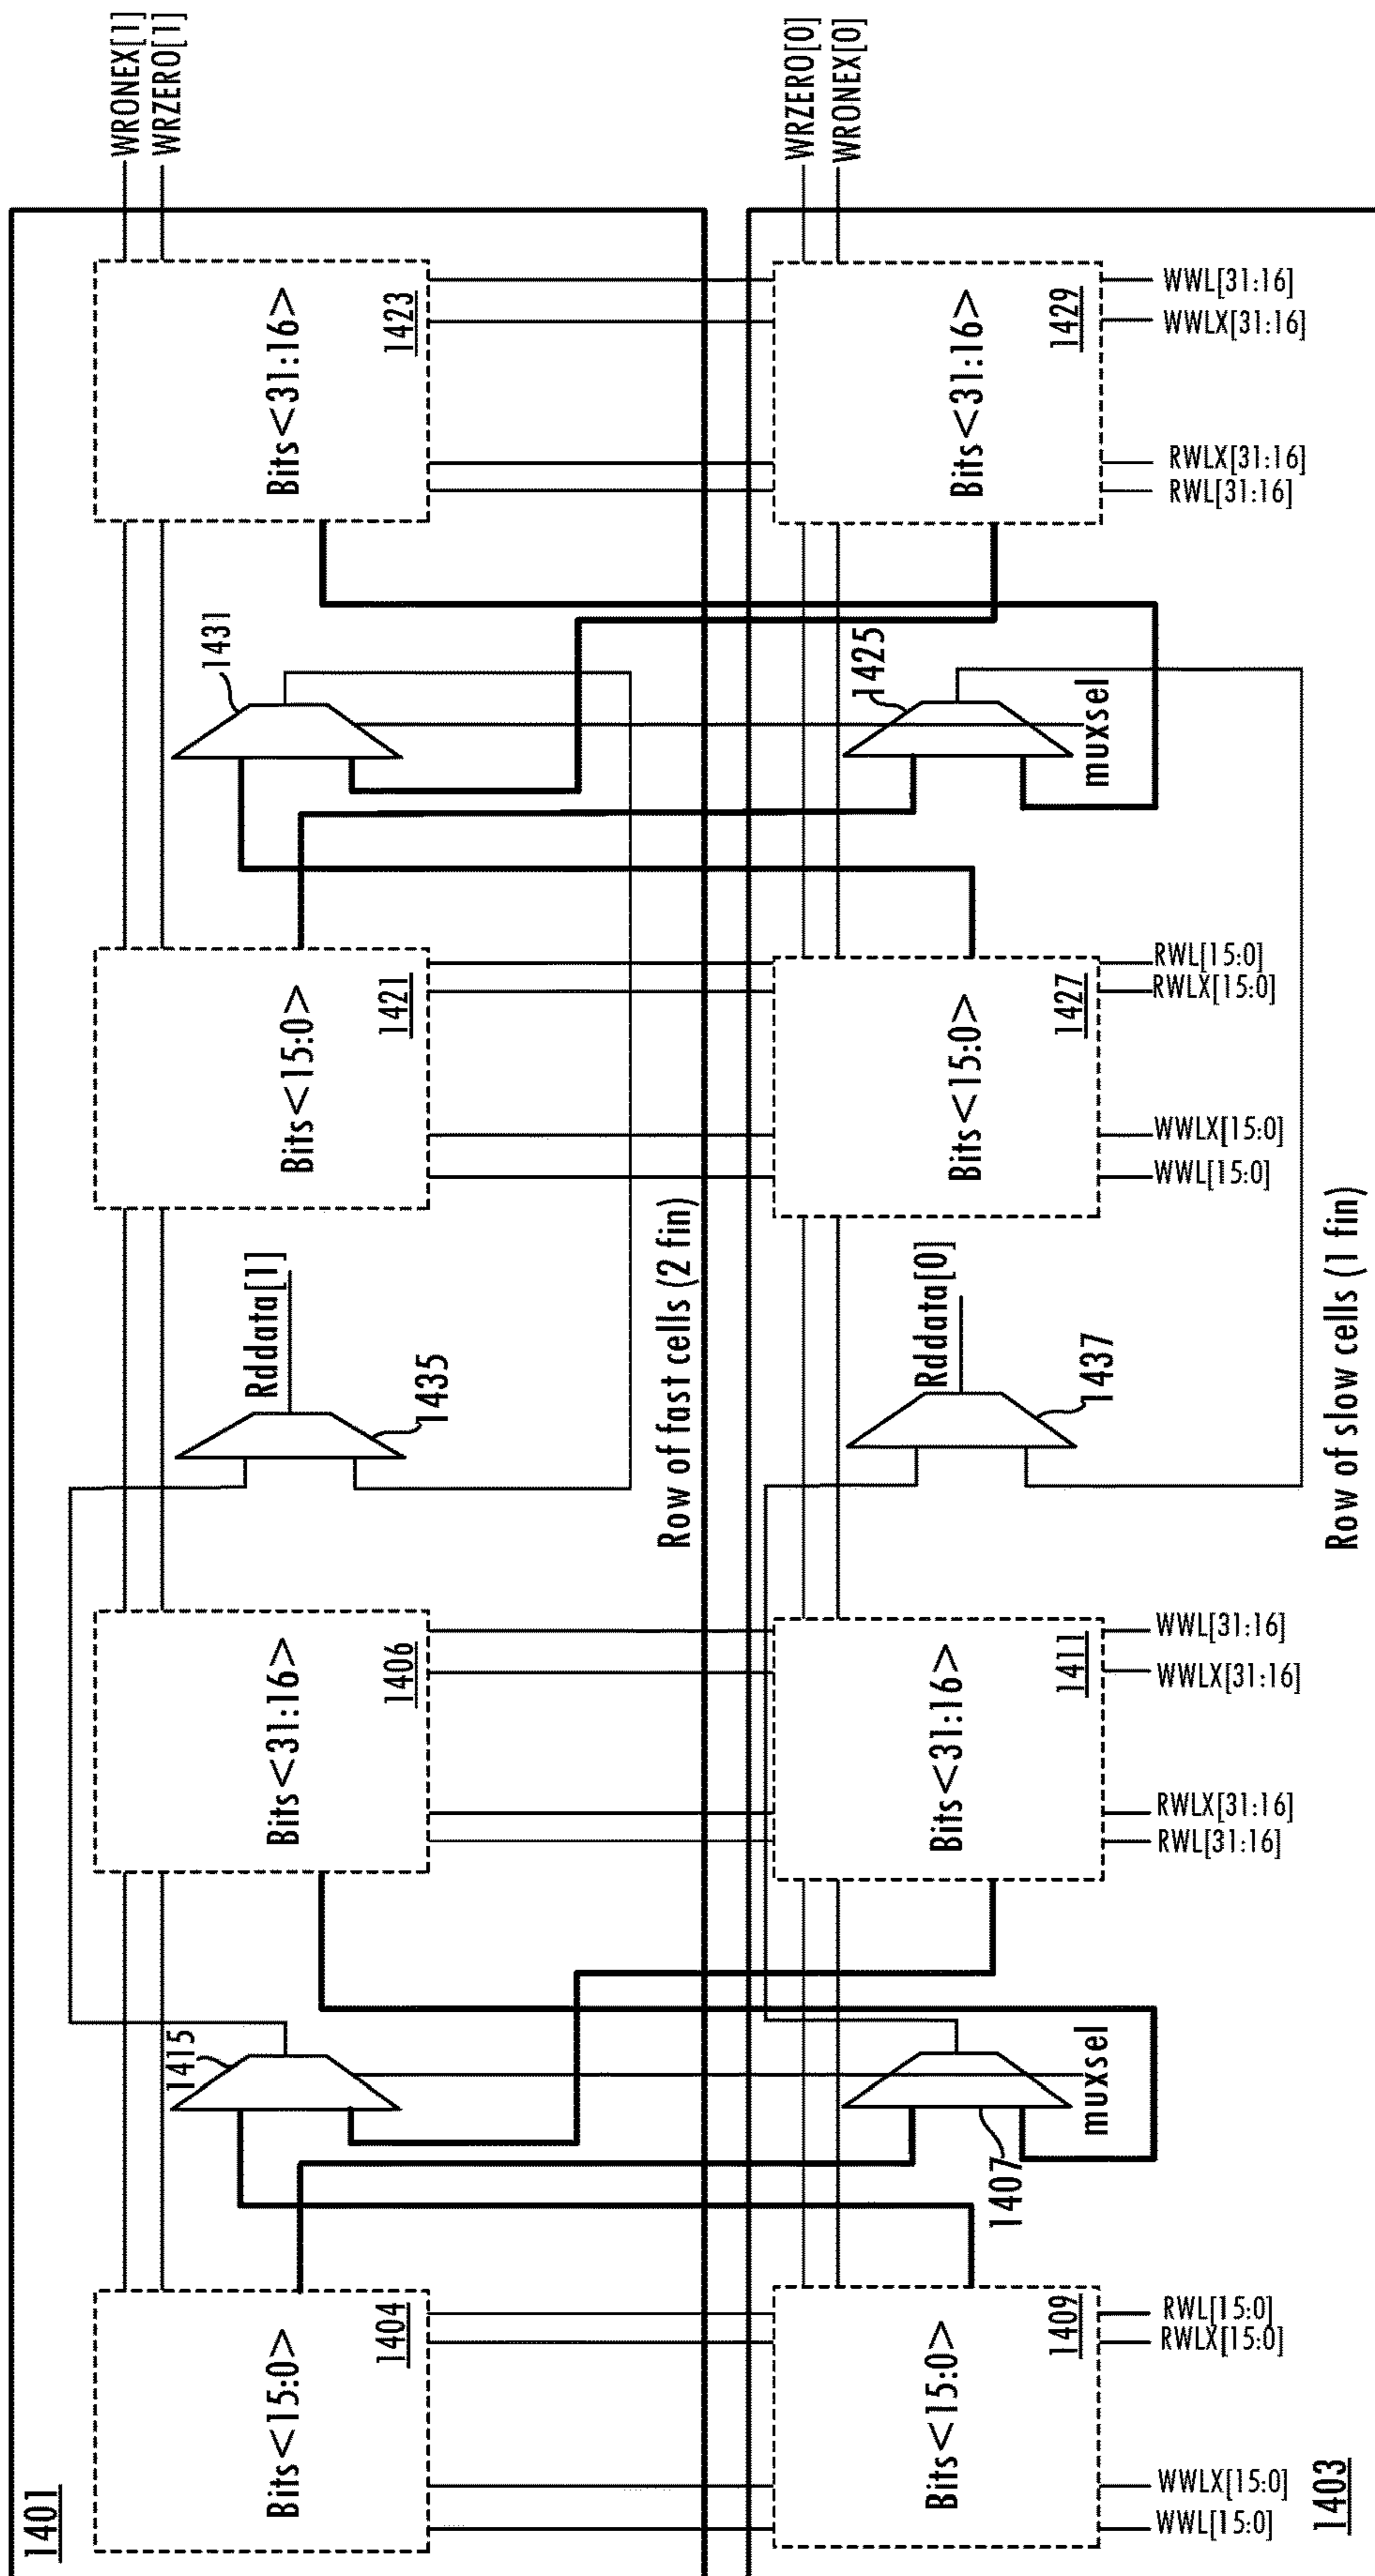 1401
WRONEX[1]
WRZERO[1]
Bits<15:0>
1404
1415
Bits<31:16>
1406
Rddata[1]
1435
Bits<15:0>
1421
1431
Bits<31:16>
1423
Row of fast cells (2 fin)
WRZERO[0]
WRONEX[0]
Bits<15:0>
1409
1407
muxsel
Bits<31:16>
1411
Rddata[0]
1437
Bits<15:0>
1427
1425
muxsel
Bits<31:16>
1429
WWL[15:0]
WWLX[15:0]
RWLX[15:0]
RWL[15:0]
RWL[31:16]
RWLX[31:16]
WWLX[31:16]
WWL[31:16]
WWL[15:0]
WWLX[15:0]
RWLX[15:0]
RWL[15:0]
RWL[31:16]
RWLX[31:16]
WWLX[31:16]
WWL[31:16]
1403
Row of slow cells (1 fin)